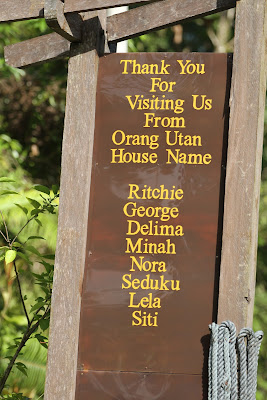 Thank You
For
Visiting Us
From
Orang Utan
House Name
Ritchie
George
Delima
Minah
Nora
Seduku
Lela
Siti